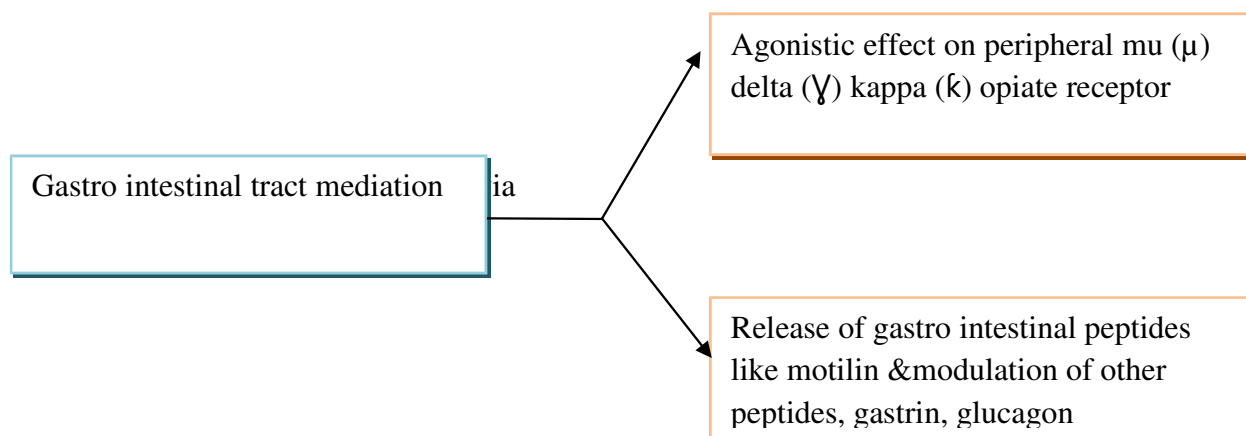 Agonistic effect on peripheral mu (µ)
delta (Ɣ) kappa (ƙ) opiate receptor
Gastro intestinal tract mediation ia
Release of gastro intestinal peptides
like motilin &modulation of other
peptides, gastrin, glucagon